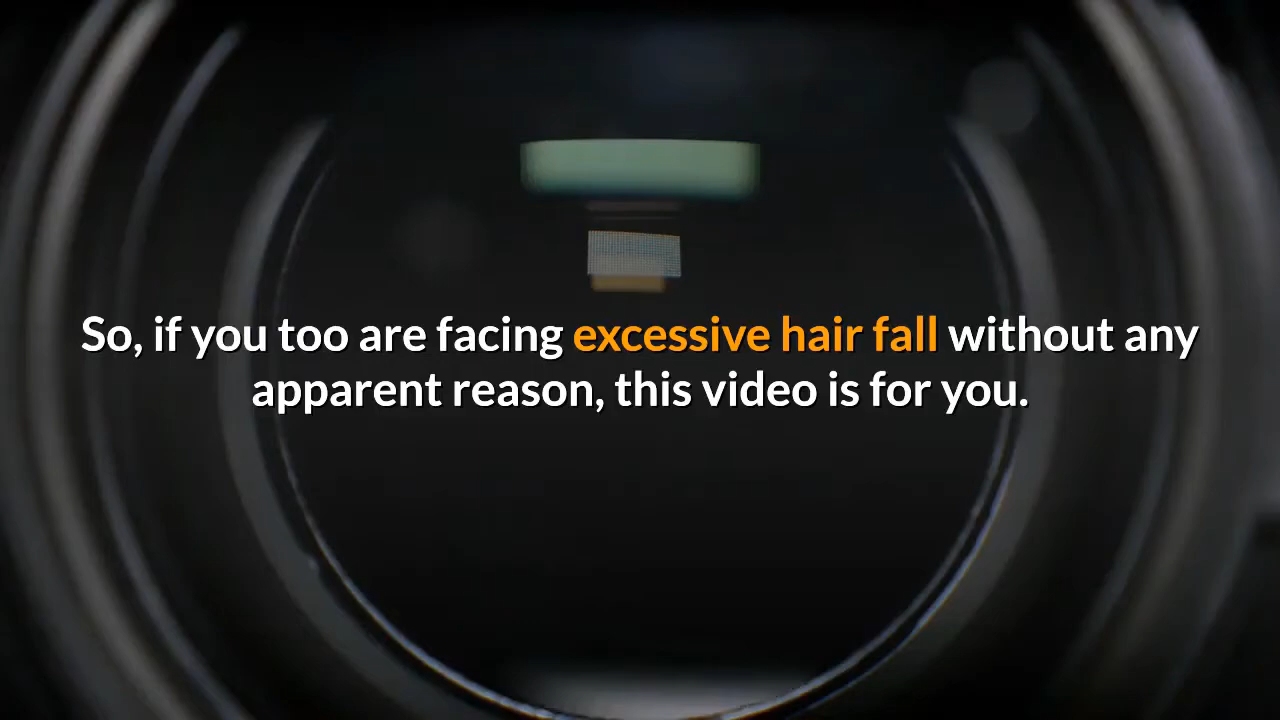 So, if you too are facing excessive hair fall without any
apparent reason, this video is for you.